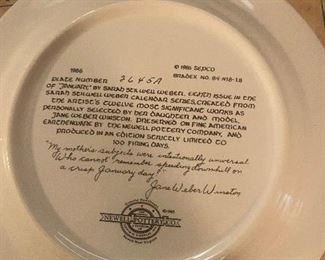 1986
© 1986 SEPCO
PLATE NUMBER 2645A
BRADEX NO. 84-N18-1.8
"JANUARY," BY SARAH STILWELL WEBER, EIGHTH ISSUE IN THE
SARAH STILWELL WEBER CALENDAR SERIES, CREATED FROM
THE ARTIST'S TWELVE MOST SIGNIFICANT WORKS AS
PERSONALLY SELECTED BY HER DAUGHTER AND MODEL
JANE WEBER WINSTON. PRESERVED ON FINE AMERICAN
EARTHENWARE BY THE NEWELL POTTERY COMPANY, AND
PRODUCED IN AN EDITION STRICTLY LIMITED TO
100 FIRING DAYS.
"My mother's subjects were intentionally universal
Who cannot remember speeding downhill on
a crisp January day?"
Jane Weber Winston
NEWELL POTTERY CO.